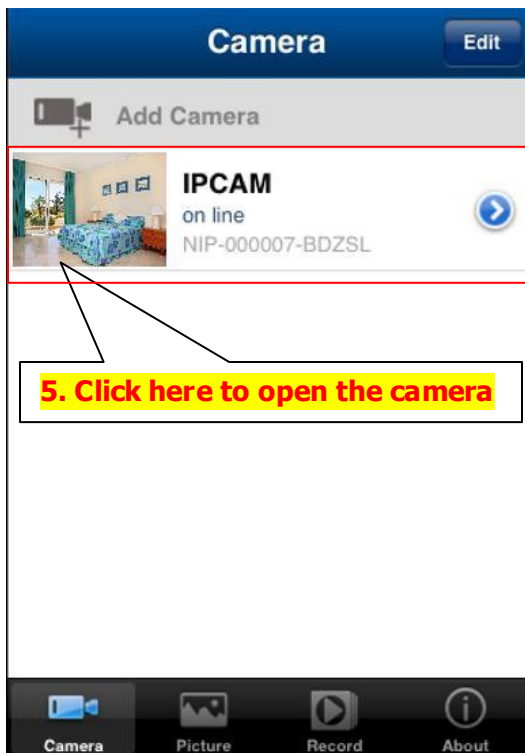 Camera
Edit
Add Camera
IPCAM
on line
NIP-000007-BDZSL
5. Click here to open the camera
Camera
Picture
Record
About